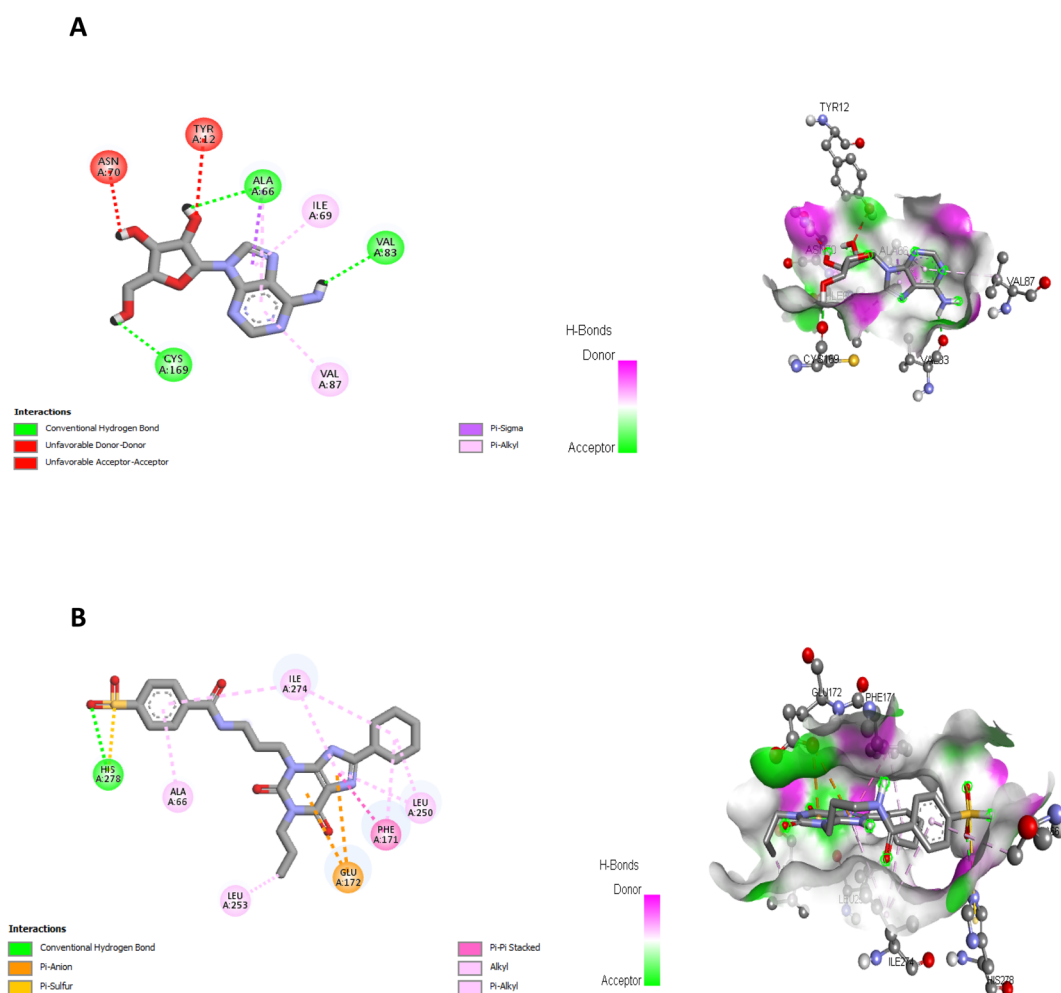 A
TYR
A:12
ASN
A:70
ALA
A:66
ILE
A:69
VAL
A:83
CYS
A:169
VAL
A:87
Interactions
Conventional Hydrogen Bond
Unfavorable Donor-Donor
Unfavorable Acceptor-Acceptor
Pi-Sigma
Pi-Alkyl
H-Bonds
Donor
Acceptor
TYR12
VAL87
CYS169
VAL83
B
ILE
A:274
HIS
A:278
ALA
A:66
LEU
A:250
PHE
A:171
GLU
A:172
LEU
A:253
Interactions
Conventional Hydrogen Bond
Pi-Anion
Pi-Sulfur
Pi-Pi Stacked
Alkyl
Pi-Alkyl
H-Bonds
Donor
Acceptor
GLU172
PHE171
ILE274
HIS278